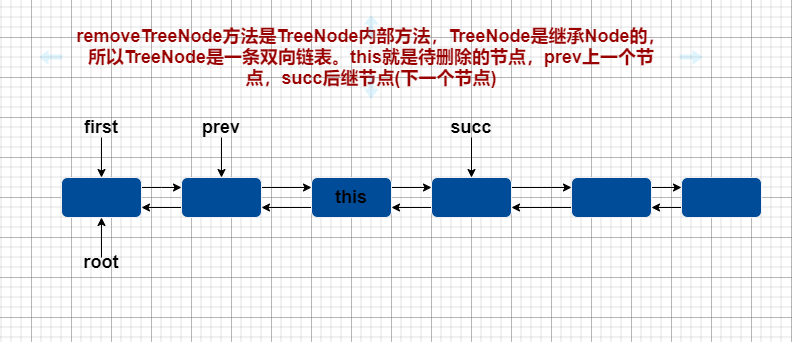 removeTreeNode方法是TreeNode内部方法，TreeNode是继承Node的，
所以TreeNode是一条双向链表。this就是待删除的节点，prev上一个节
点，succ后继节点(下一个节点)
first
prev
succ
this
root